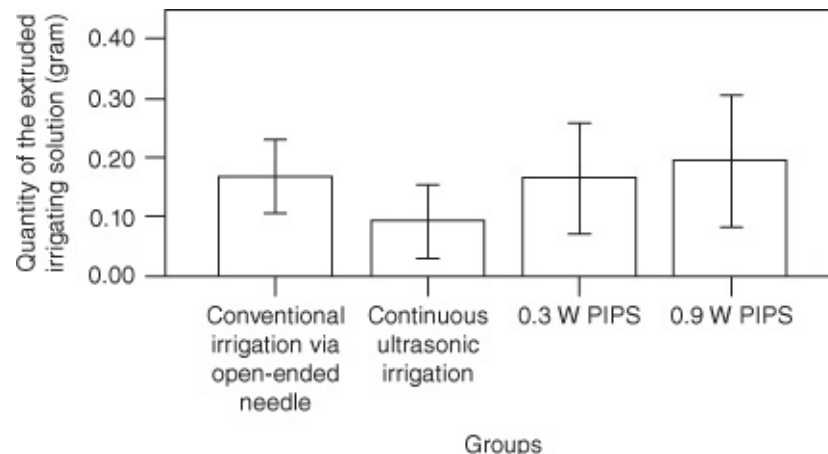 Quantity of the extruded
irrigating solution (gram)
0.40
0.30
0.20
0.10
0.00
Conventional
irrigation via
open-ended
needle
Continuous
ultrasonic
irrigation
0.3 W PIPS
0.9 W PIPS
Groups